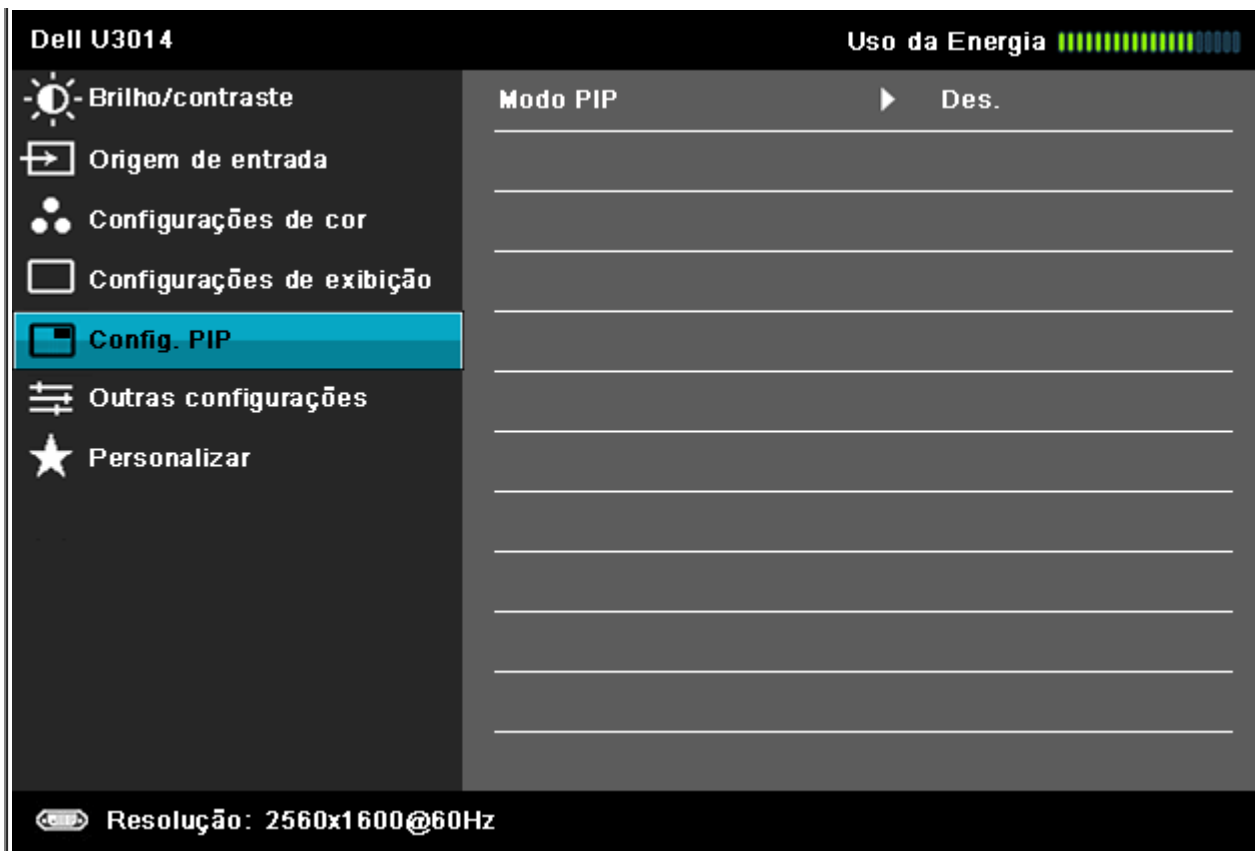 Dell U3014
Uso da Energia
Brilho/contraste
Origem de entrada
Configurações de cor
Configurações de exibição
Config. PIP
Outras configurações
Personalizar
Modo PIP Des.
Resolução: 2560x1600@60Hz